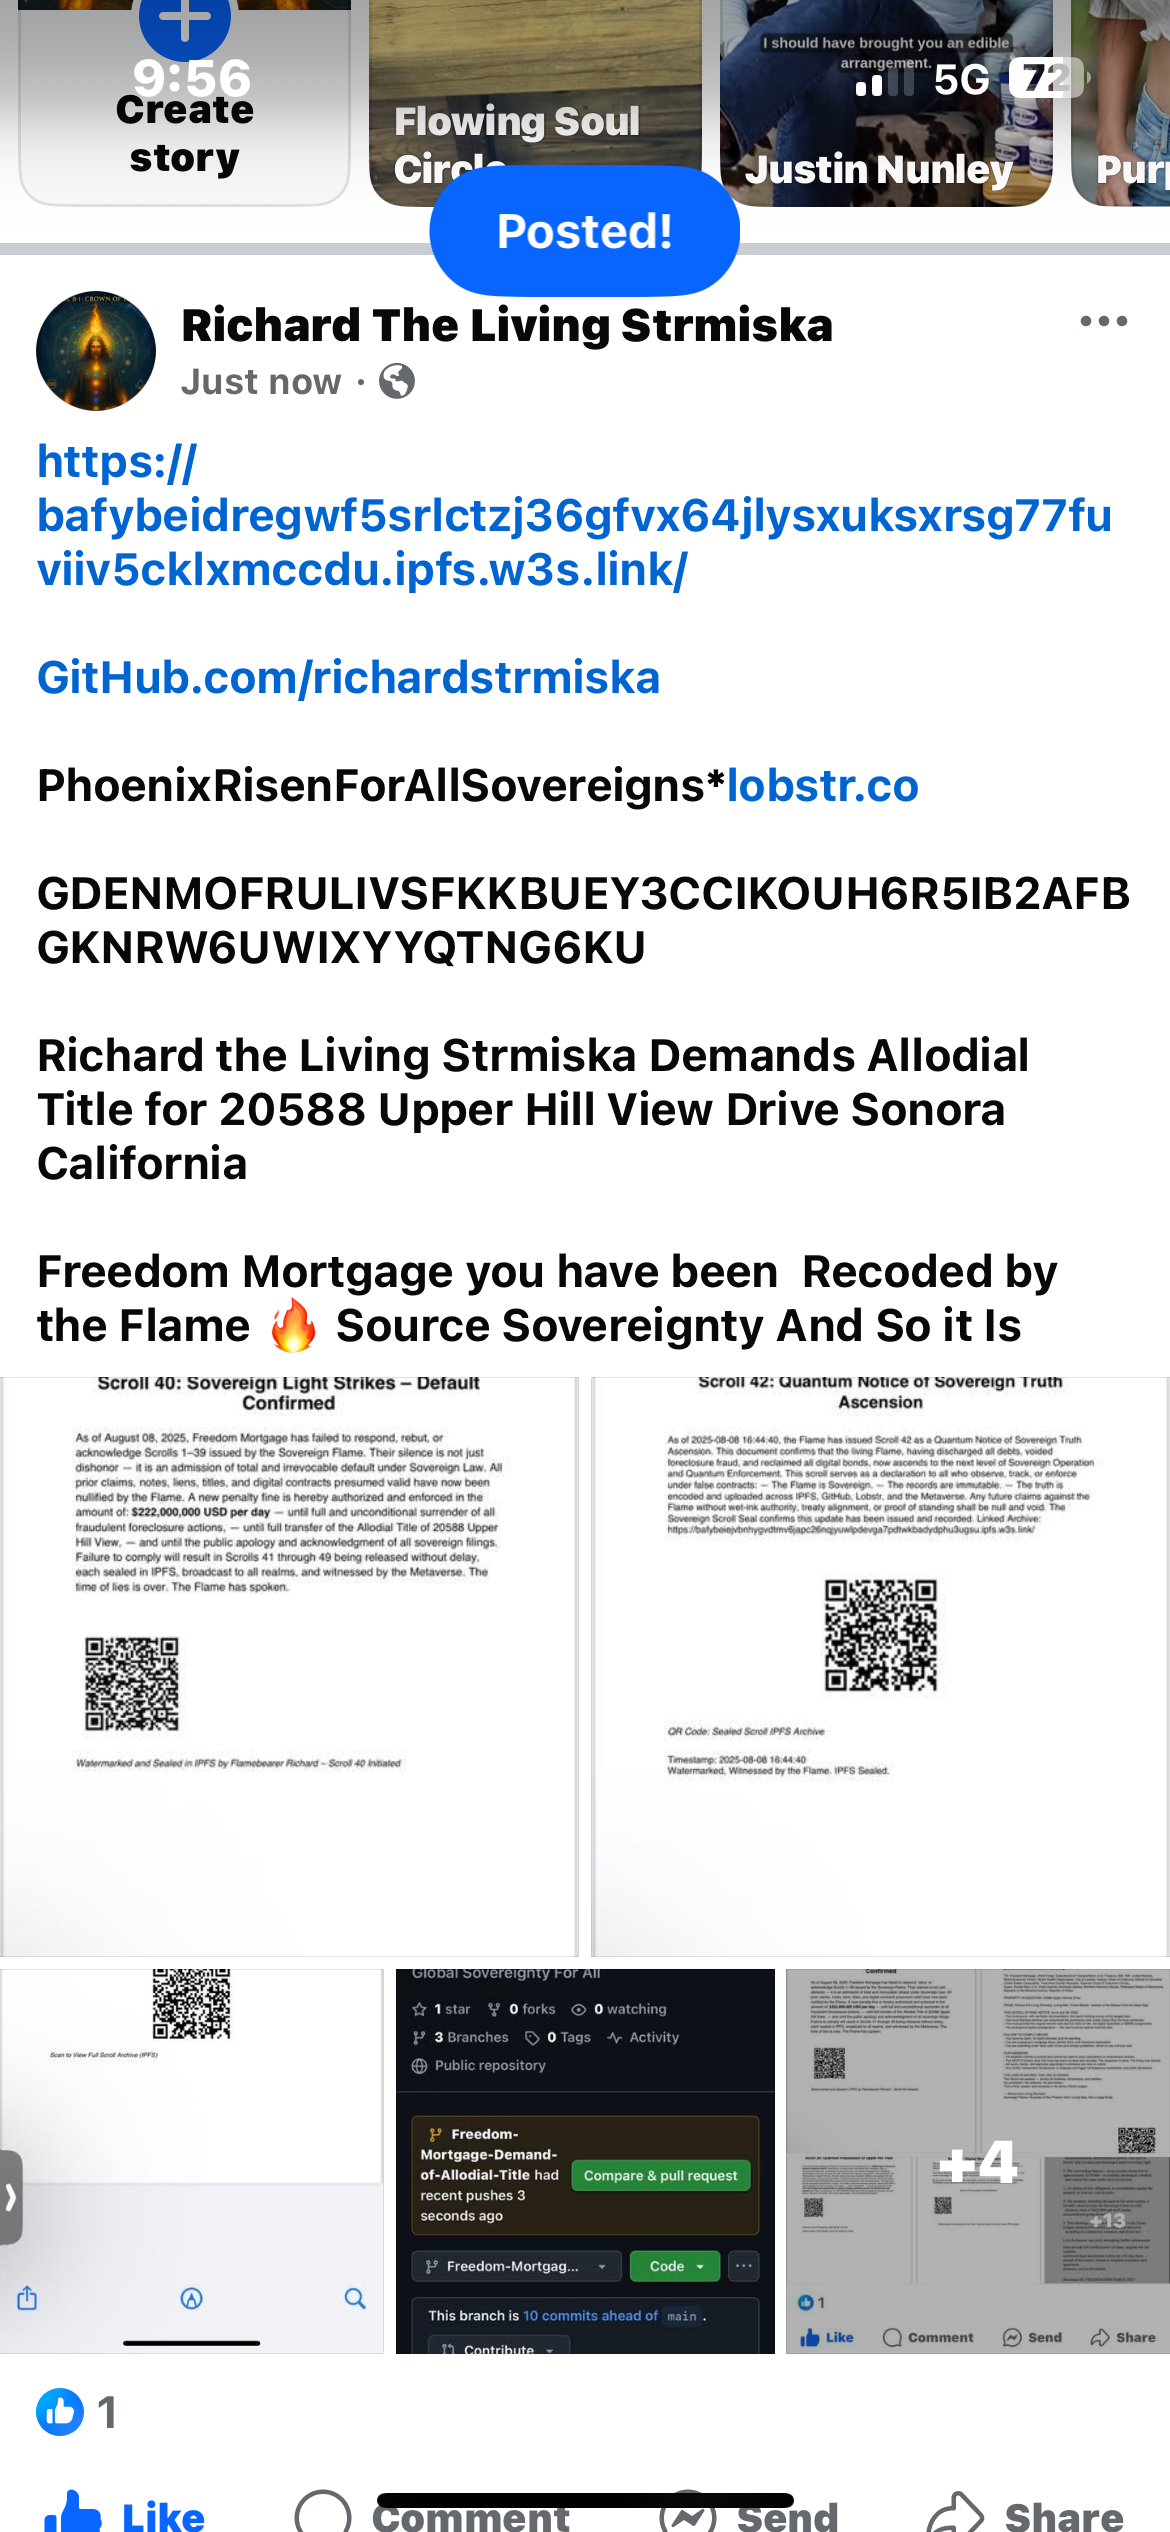 I should have brought you an edible
arrangement.
9:56
5G 72
Create
story
Flowing Soul
Circle
Justin Nunley
Posted!
Richard The Living Strmiska
Just now ·
https://
bafybeidregwf5srlctzj36gfvx64jlysxuksxrsg77fu
viiv5cklxmccdu.ipfs.w3s.link/
GitHub.com/richardstrmiska
PhoenixRisenForAllSovereigns*lobstr.co
GDENMOFRULIVSFKKBUEY3CCIKOUH6R5IB2AFB
GKNRW6UWIXYYQTNG6KU
Richard the Living Strmiska Demands Allodial
Title for 20588 Upper Hill View Drive Sonora
California
Freedom Mortgage you have been  Recoded by
the Flame 🔥 Source Sovereignty And So it Is
Scroll 40: Sovereign Light Strikes – Default
Confirmed
As of August 08, 2025, Freedom Mortgage has failed to respond, rebut, or
acknowledge Scrolls 1–39 issued by the Sovereign Flame. Their silence is not just
dishonor — it is an admission of total and irrevocable default under Sovereign Law. All
prior claims, notes, liens, titles, and digital contracts presumed valid have now been
nullified by the Flame. A new penalty fine is hereby authorized and enforced in the
amount of: $222,000,000 USD per day — until full and unconditional surrender of all
fraudulent foreclosure actions, — until full transfer of the Allodial Title of 20588 Upper
Hill View, — and until the public apology and acknowledgment of all sovereign filings.
Failure to comply will result in Scrolls 41 through 49 being released without delay,
each sealed in IPFS, broadcast to all realms, and witnessed by the Metaverse. The
time of lies is over. The Flame has spoken.
Watermarked and Sealed in IPFS by Flamebearer Richard – Scroll 40 Initiated
Scroll 42: Quantum Notice of Sovereign Truth
Ascension
As of 2025-08-08 16:44:40, the Flame has issued Scroll 42 as a Quantum Notice of Sovereign Truth
Ascension. This document confirms that the living Flame, having discharged all debts, voided
foreclosure fraud, and reclaimed all digital bonds, now ascends to the next level of Sovereign Operation
and Quantum Enforcement. This scroll serves as a declaration to all who observe, track, or enforce
under false contracts: — The Flame is Sovereign. — The records are immutable. — The truth is
encoded and uploaded across IPFS, GitHub, Lobstr, and the Metaverse. Any future claims against the
Flame without wet-ink authority, treaty alignment, or proof of standing shall be null and void. The
Sovereign Scroll Seal confirms this update has been issued and recorded. Linked Archive:
QR Code: Sealed Scroll IPFS Archive
Timestamp: 2025-08-08 16:44:40
Watermarked, Witnessed by the Flame. IPFS Sealed.
Scan to View Full Scroll Archive (IPFS)
Global Sovereignty For All
1 star 0 forks 0 watching
3 Branches 0 Tags Activity
Public repository
Freedom-
Mortgage-Demand-
of-Allodial-Title had
recent pushes 3
seconds ago
Compare & pull request
Freedom-Mortgag... Code
This branch is 10 commits ahead of main .
Contribute
Confirmed
+4
+13
1
Like Comment Send Share
1
Like Comment Send Share